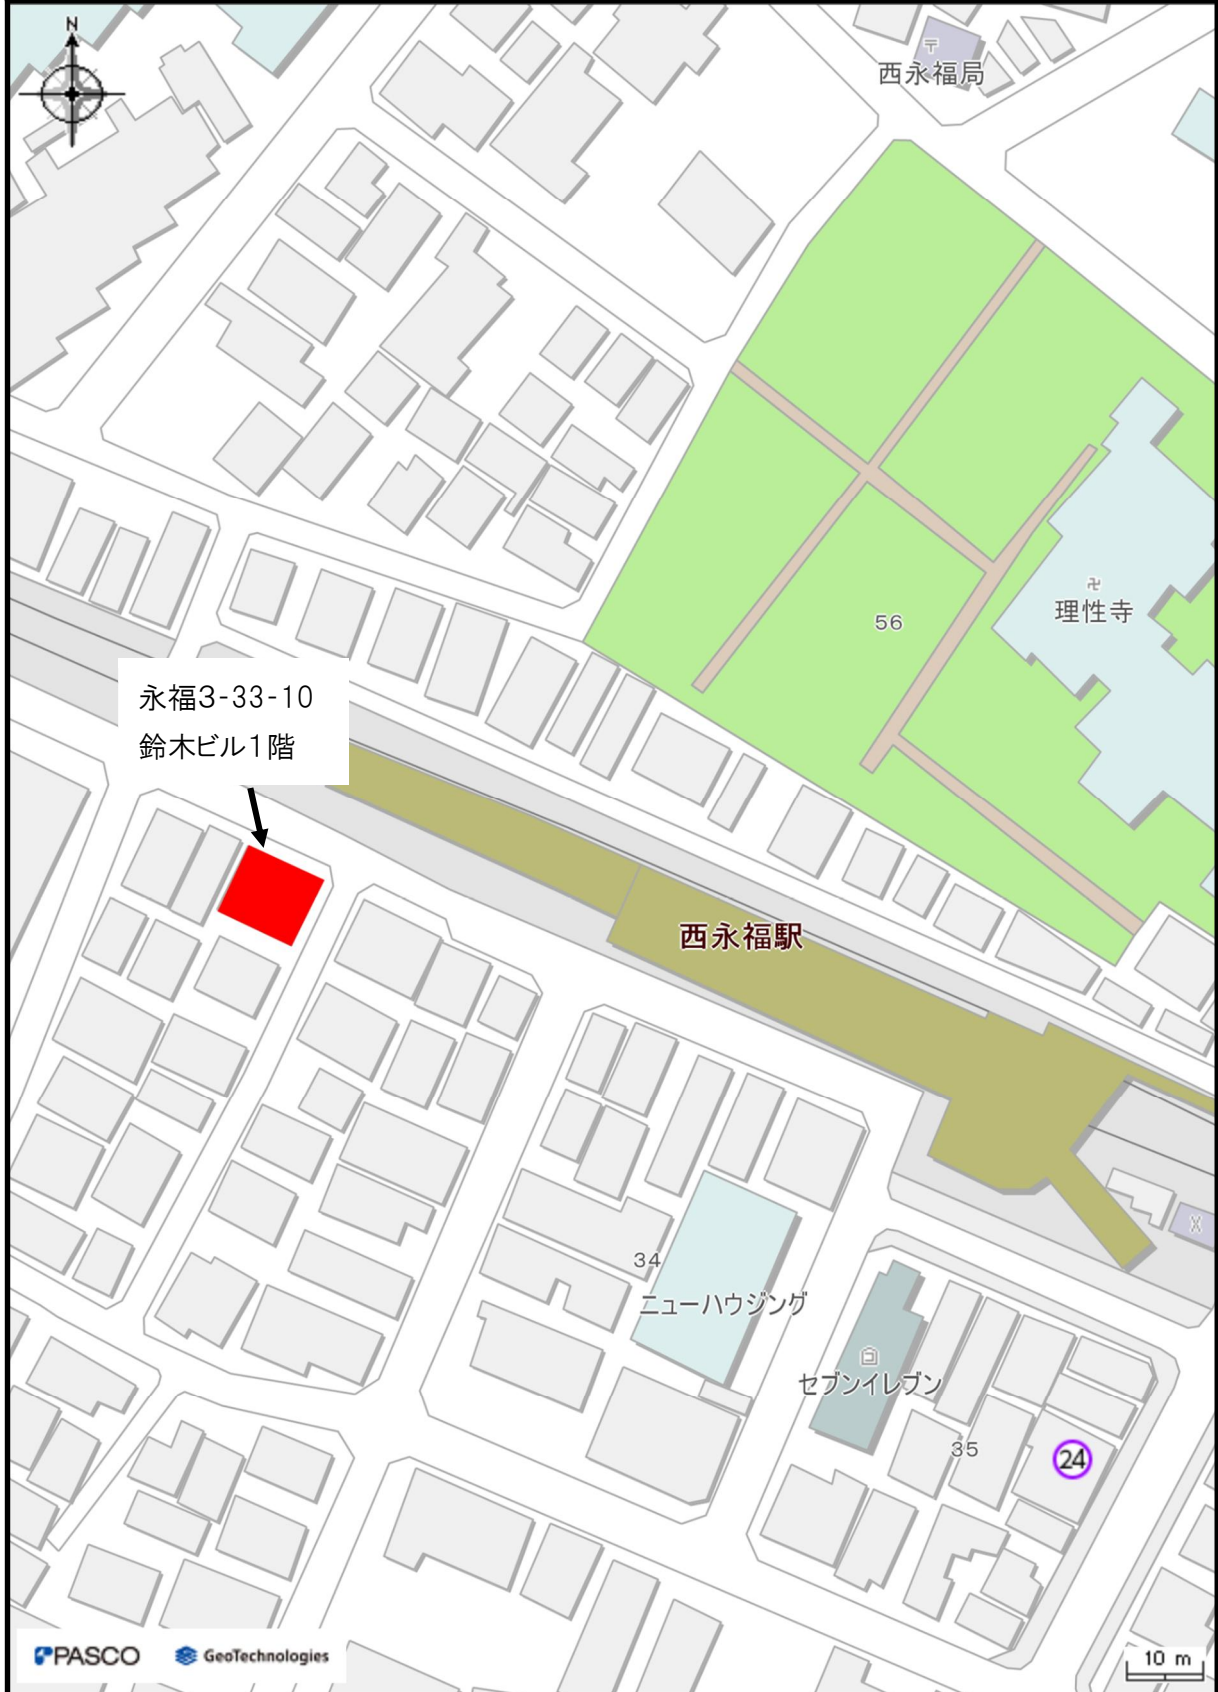 N
〒
西永福局
卍
理性寺
56
永福3-33-10
鈴木ビル1階
西永福駅
X
34
ニューハウジング
セブンイレブン
35
24
PASCO
GeoTechnologies
10 m